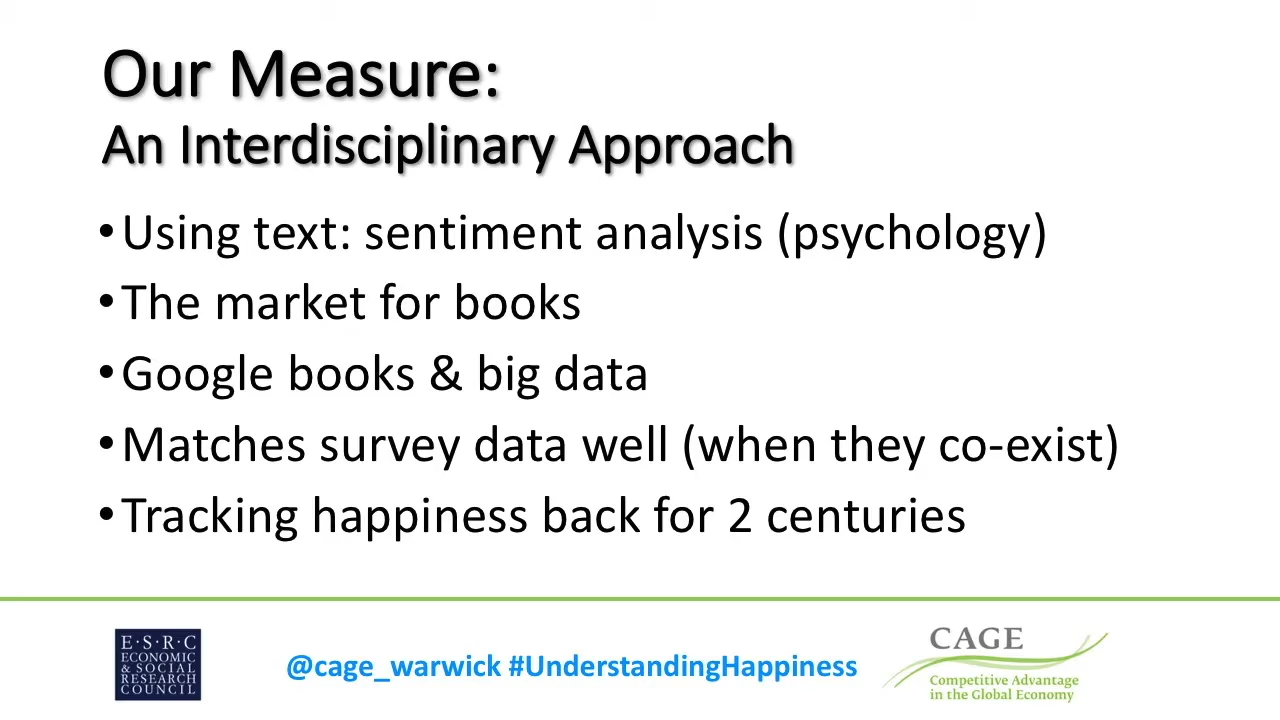 Our Measure:
An Interdisciplinary Approach
•Using text: sentiment analysis (psychology)
•The market for books
•Google books & big data
•Matches survey data well (when they co-exist)
•Tracking happiness back for 2 centuries
E·S·R·C
ECONOMIC
& SOCIAL
RESEARCH
COUNCIL
@cage_warwick #UnderstandingHappiness
CAGE
Competitive Advantage
in the Global Economy